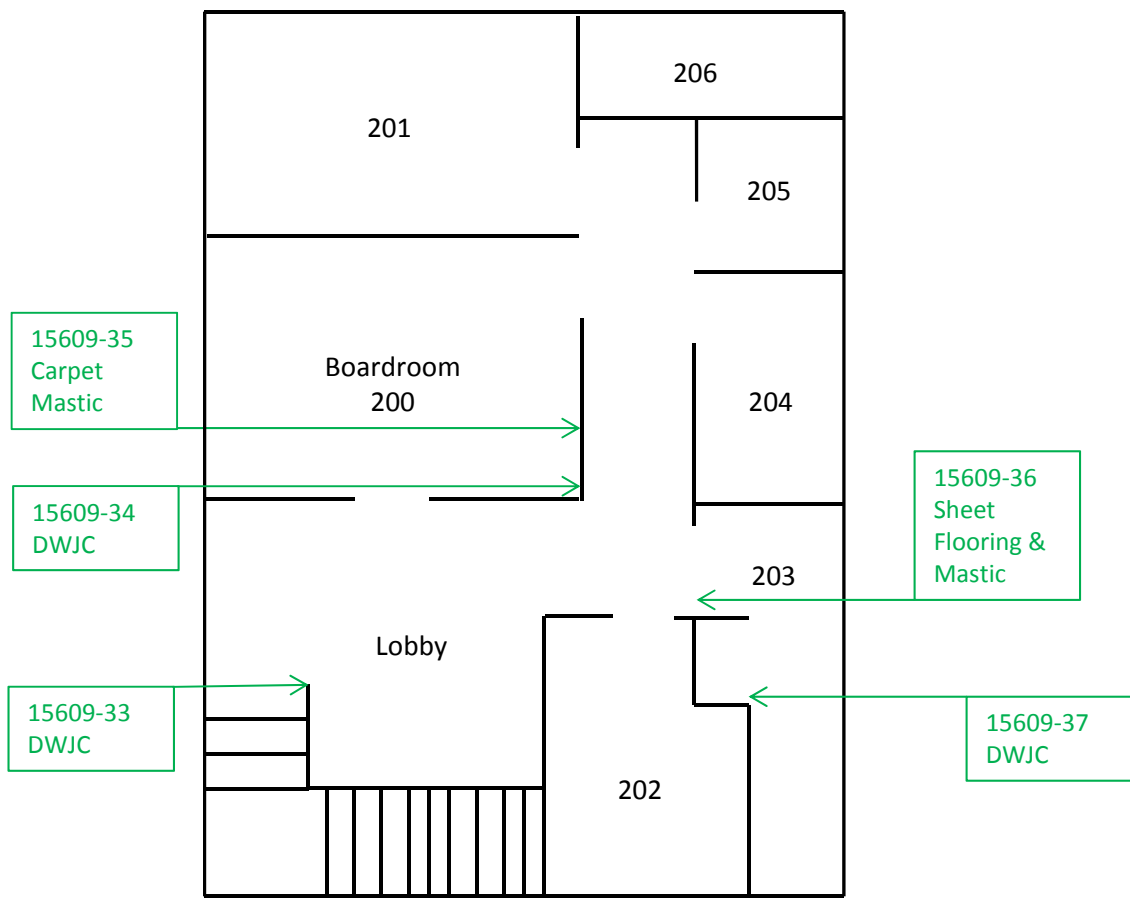 206
201
205
15609-35
Carpet
Mastic
Boardroom
200
204
15609-34
DWJC
15609-36
Sheet
Flooring &
Mastic
203
Lobby
15609-33
DWJC
15609-37
DWJC
202